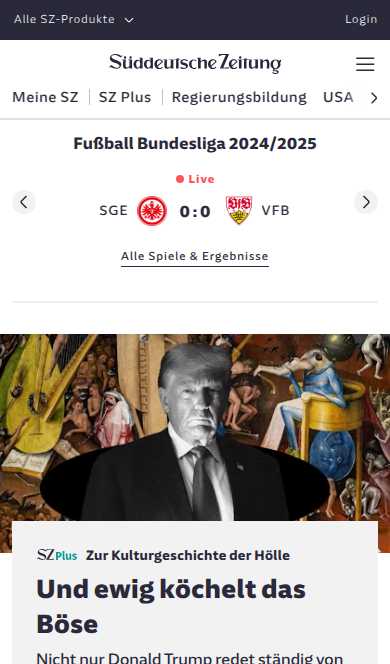 Alle SZ-Produkte
Login
Süddeutsche Zeitung
Meine SZ
SZ Plus
Regierungsbildung
USA
Fußball Bundesliga 2024/2025
Live
SGE
0:0
VFB
Alle Spiele & Ergebnisse
SZ Plus Zur Kulturgeschichte der Hölle
Und ewig köchelt das
Böse
Nicht nur Donald Trump redet ständig von